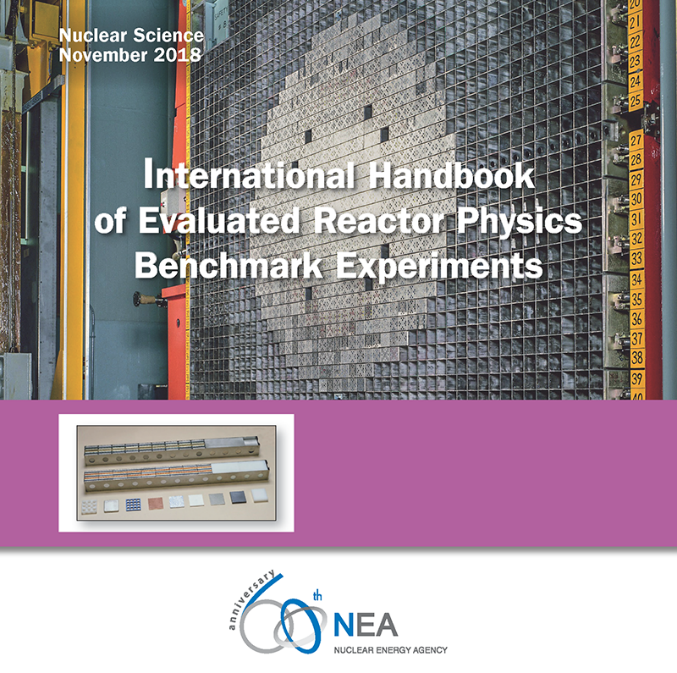 Nuclear Science
November 2018
20
21
22
23
24
25
27
28
29
30
31
32
33
34
35
36
37
38
39
40
International Handbook
of Evaluated Reactor Physics
Benchmark Experiments
anniversary
60th
NEA
NUCLEAR ENERGY AGENCY